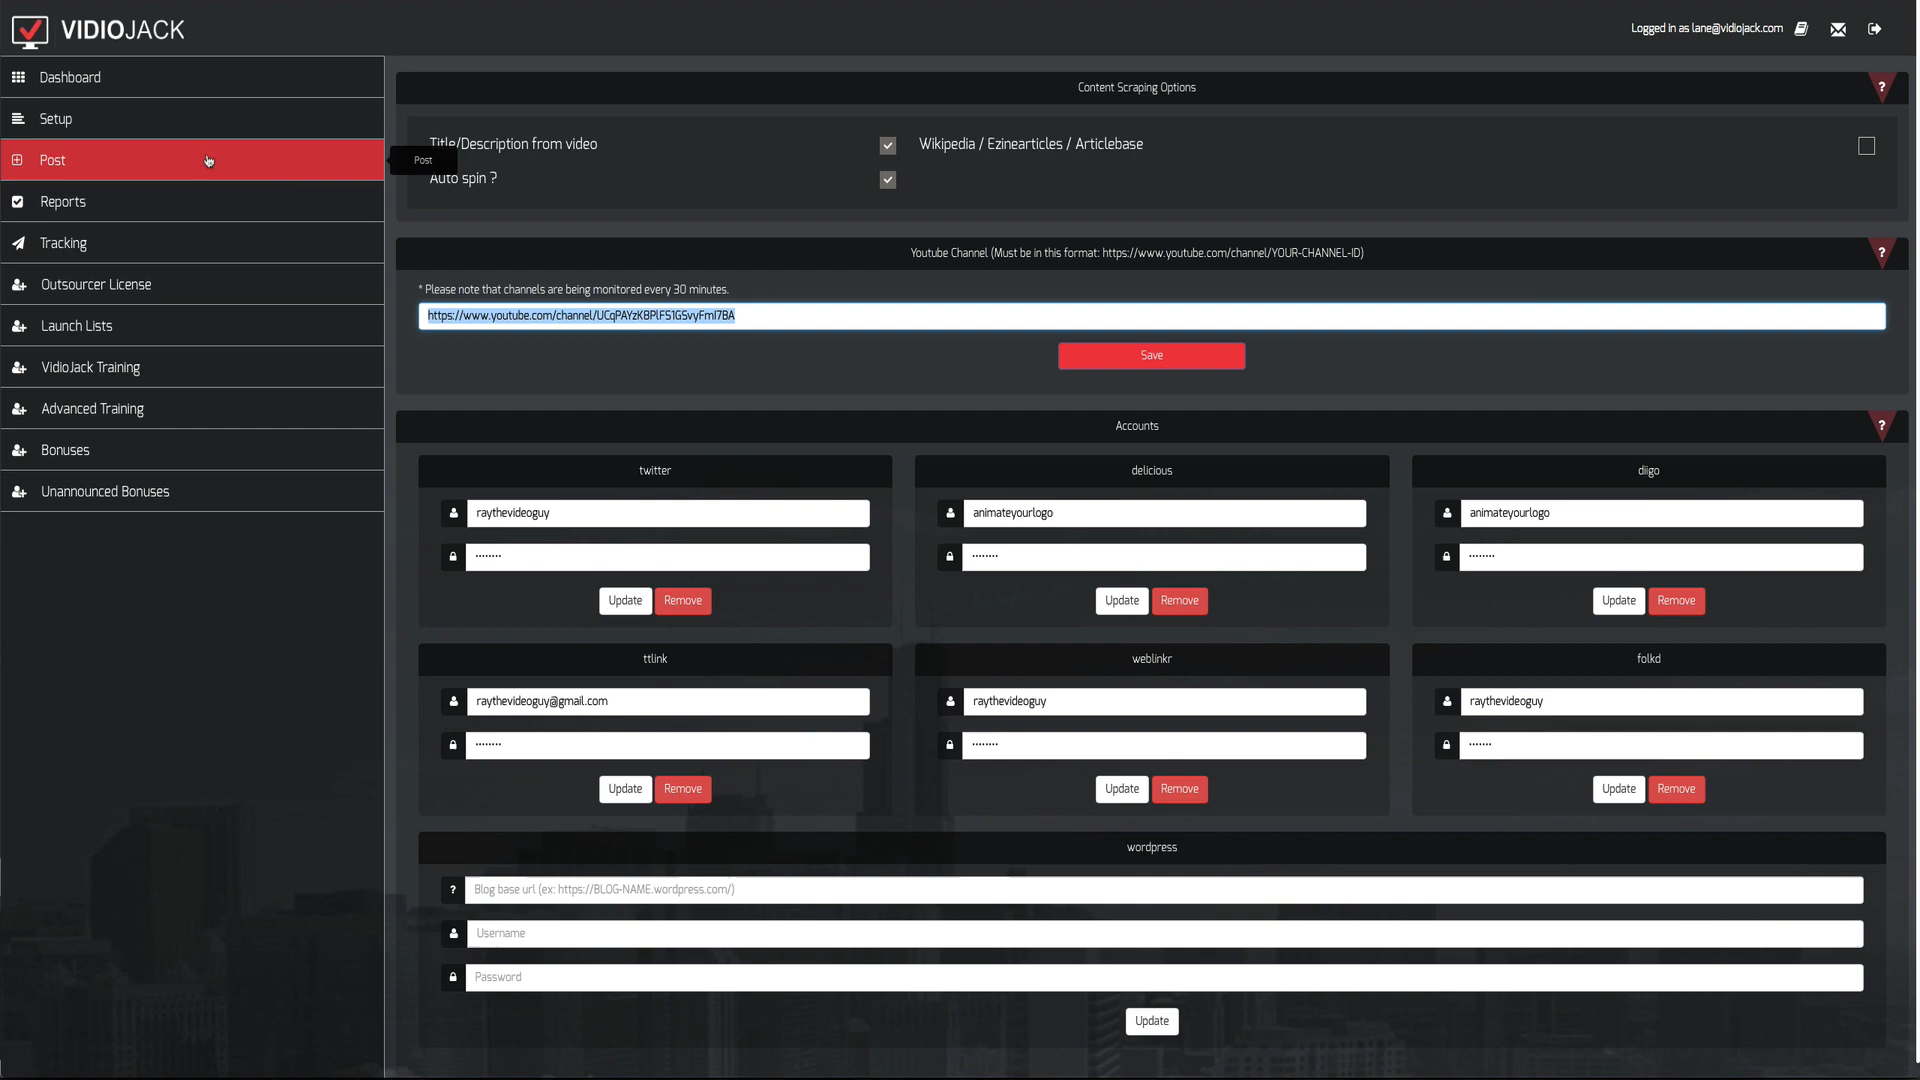 VIDIOJACK
Logged in as lane@vidiojack.com
Dashboard
Setup
Post
Reports
Tracking
Outsourcer License
Launch Lists
VidioJack Training
Advanced Training
Bonuses
Unannounced Bonuses
Post
Content Scraping Options
?
Title/Description from video
Wikipedia / Ezinearticles / Articlebase
Auto spin ?
Youtube Channel (Must be in this format: https://www.youtube.com/channel/YOUR-CHANNEL-ID)
?
* Please note that channels are being monitored every 30 minutes.
https://www.youtube.com/channel/UCqPAYzK8PlFS1GSvyFmI7BA
Save
Accounts
?
twitter
delicious
diigo
raythevideoguy
animateyourlogo
animateyourlogo
••••••••
••••••••
••••••••
Update Remove
Update Remove
Update Remove
ttlink
weblinkr
folkd
raythevideoguy@gmail.com
raythevideoguy
raythevideoguy
••••••••
••••••••
•••••••
Update Remove
Update Remove
Update Remove
wordpress
? Blog base url (ex: https://BLOG-NAME.wordpress.com/)
Username
Password
Update